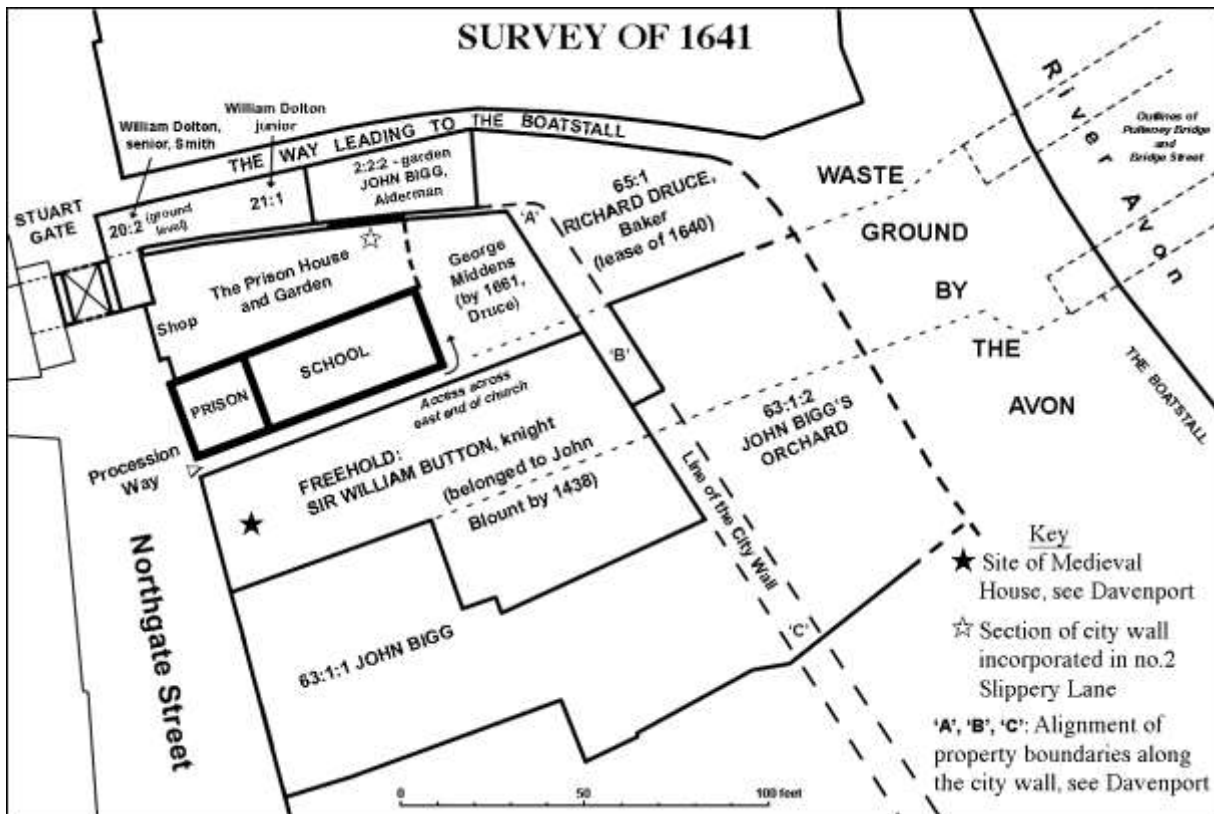 SURVEY OF 1641
William Dolton,
senior, Smith
William Dolton
junior
THE WAY LEADING TO THE BOATSTALL
STUART
GATE
20:2 (ground
level)
21:1
2:2:2 - garden
JOHN BIGG,
Alderman
'A'
65:1
RICHARD DRUCE,
Baker
(lease of 1640)
WASTE
GROUND
BY
THE
AVON
River Avon
Outlines of
Pulteney Bridge
and
Bridge Street
THE BOATSTALL
The Prison House
and Garden
Shop
George
Middens
(by 1661,
Druce)
PRISON
SCHOOL
Access across
east end of church
'B'
63:1:2
JOHN BIGG'S
ORCHARD
Procession
Way
FREEHOLD:
SIR WILLIAM BUTTON, knight
(belonged to John
Blount by 1438)
Line of the City Wall
Northgate Street
63:1:1 JOHN BIGG
'C'
Key
Site of Medieval
House, see Davenport
Section of city wall
incorporated in no.2
Slippery Lane
'A', 'B', 'C': Alignment of
property boundaries along
the city wall, see Davenport
0 50 100 feet